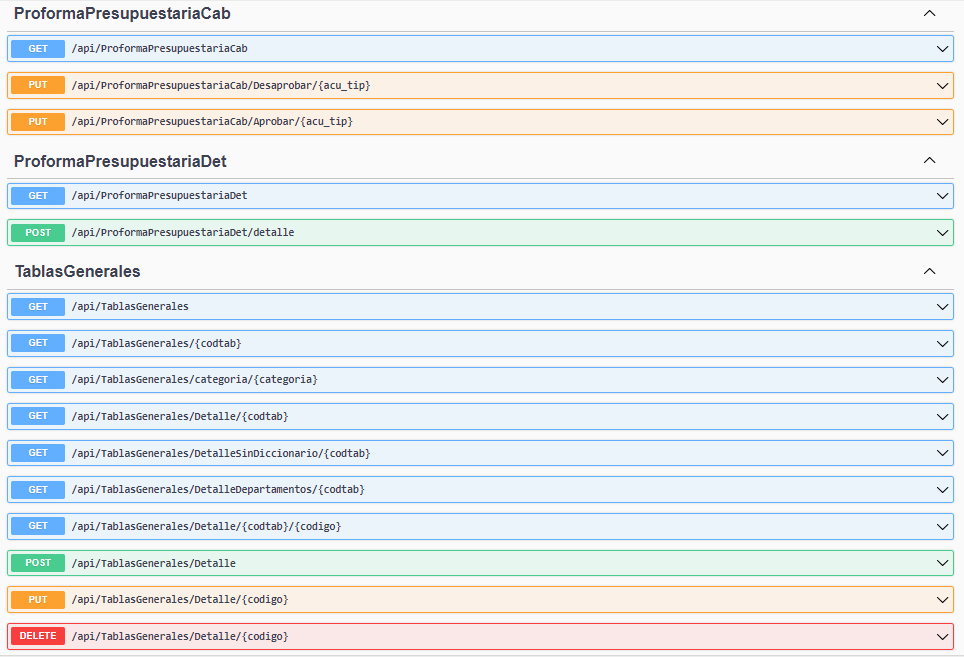 ProformaPresupuestariaCab
GET /api/ProformaPresupuestariaCab
PUT /api/ProformaPresupuestariaCab/Desaprobar/{acu_tip}
PUT /api/ProformaPresupuestariaCab/Aprobar/{acu_tip}
ProformaPresupuestariaDet
GET /api/ProformaPresupuestariaDet
POST /api/ProformaPresupuestariaDet/detalle
TablasGenerales
GET /api/TablasGenerales
GET /api/TablasGenerales/{codtab}
GET /api/TablasGenerales/categoria/{categoria}
GET /api/TablasGenerales/Detalle/{codtab}
GET /api/TablasGenerales/DetalleSinDiccionario/{codtab}
GET /api/TablasGenerales/DetalleDepartamentos/{codtab}
GET /api/TablasGenerales/Detalle/{codtab}/{codigo}
POST /api/TablasGenerales/Detalle
PUT /api/TablasGenerales/Detalle/{codigo}
DELETE /api/TablasGenerales/Detalle/{codigo}